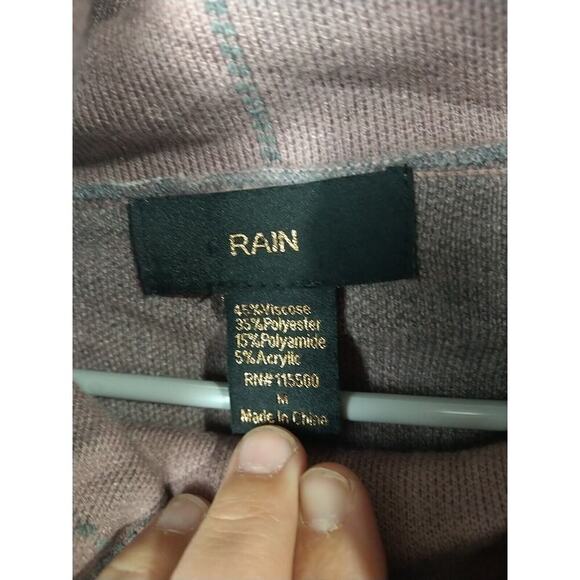 RAIN
45%Viscose
35%Polyester
15%Polyamide
5%Acrylic
RN#115500
M
Made In China